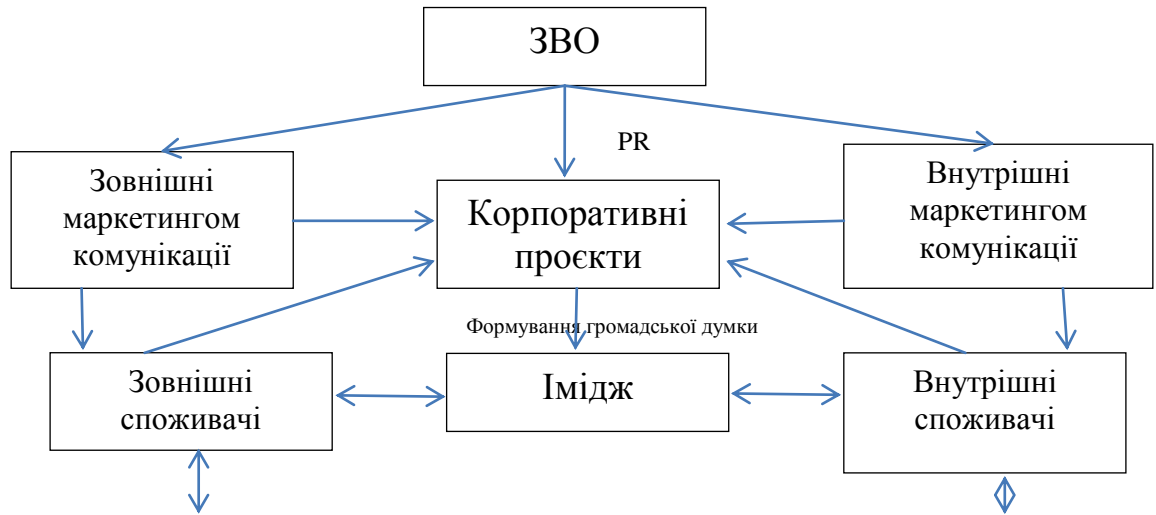 ЗВО
PR
Зовнішні
маркетингом
комунікації
Корпоративні
проєкти
Внутрішні
маркетингом
комунікації
Формування громадської думки
Зовнішні
споживачі
Імідж
Внутрішні
споживачі